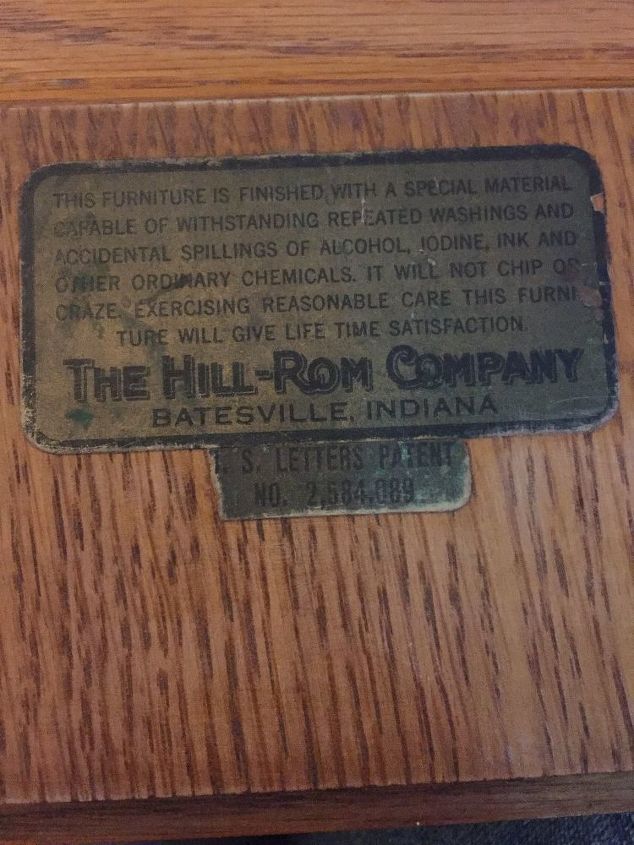 THIS FURNITURE IS FINISHED WITH A SPECIAL MATERIAL
CAPABLE OF WITHSTANDING REPEATED WASHINGS AND
ACCIDENTAL SPILLINGS OF ALCOHOL, IODINE, INK AND
OTHER ORDINARY CHEMICALS. IT WILL NOT CHIP OR
CRAZE. EXERCISING REASONABLE CARE THIS FURNI-
TURE WILL GIVE LIFE TIME SATISFACTION.
THE HILL-ROM COMPANY
BATESVILLE, INDIANA
U. S. LETTERS PATENT
NO. 2,584,089